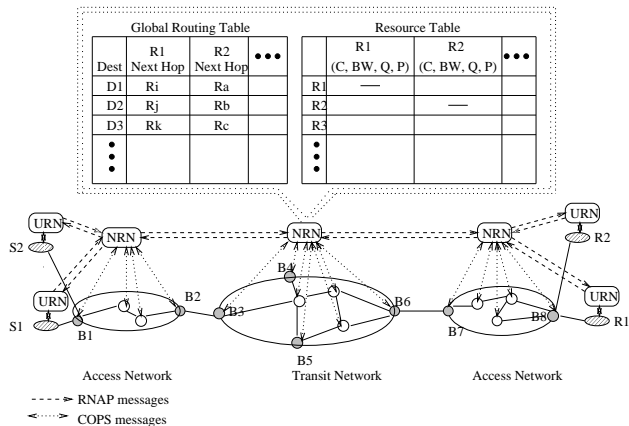 Global Routing Table
Resource Table
Dest
R1
Next Hop
R2
Next Hop
D1 Ri Ra
D2 Rj Rb
D3 Rk Rc
R1
(C, BW, Q, P)
R2
(C, BW, Q, P)
R1
R2
R3
URN
NRN
NRN
NRN
URN
S2
R2
URN
URN
S1
R1
B1
B2
B3
B4
B5
B6
B7
B8
Access Network
Transit Network
Access Network
RNAP messages
COPS messages